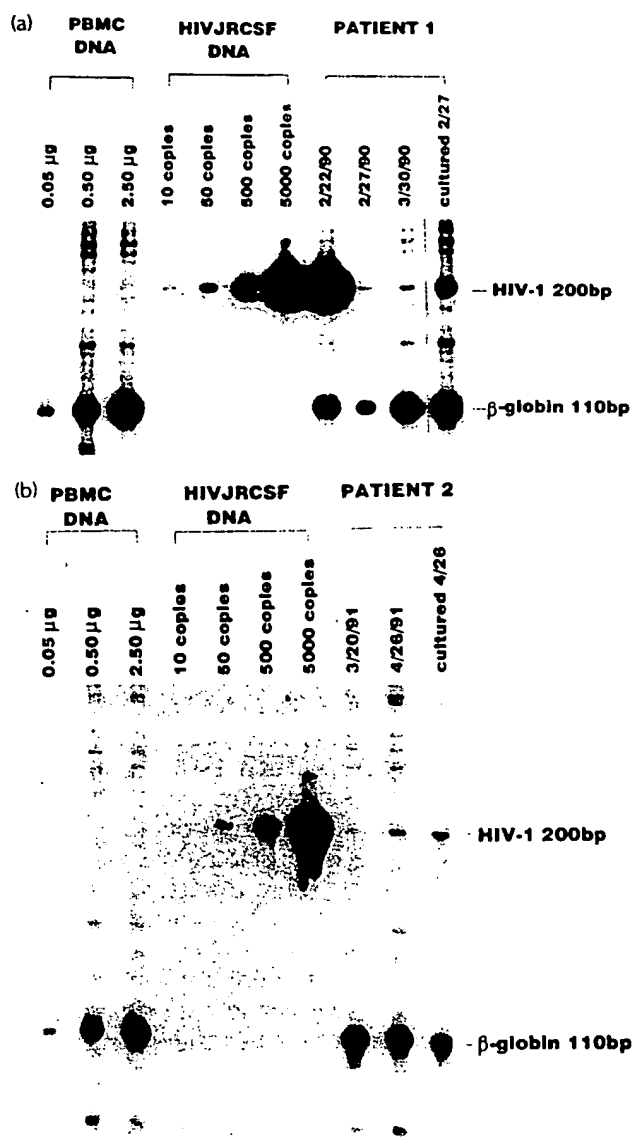 (a)
PBMC DNA
HIVJRCSF DNA
PATIENT 1
0.05 µg
0.50 µg
2.50 µg
10 copies
50 copies
500 copies
5000 copies
2/22/90
2/27/90
3/30/90
cultured 2/27
HIV-1 200bp
β-globin 110bp
(b)
PBMC DNA
HIVJRCSF DNA
PATIENT 2
0.05 µg
0.50 µg
2.50 µg
10 copies
50 copies
500 copies
5000 copies
3/20/91
4/26/91
cultured 4/26
HIV-1 200bp
β-globin 110bp